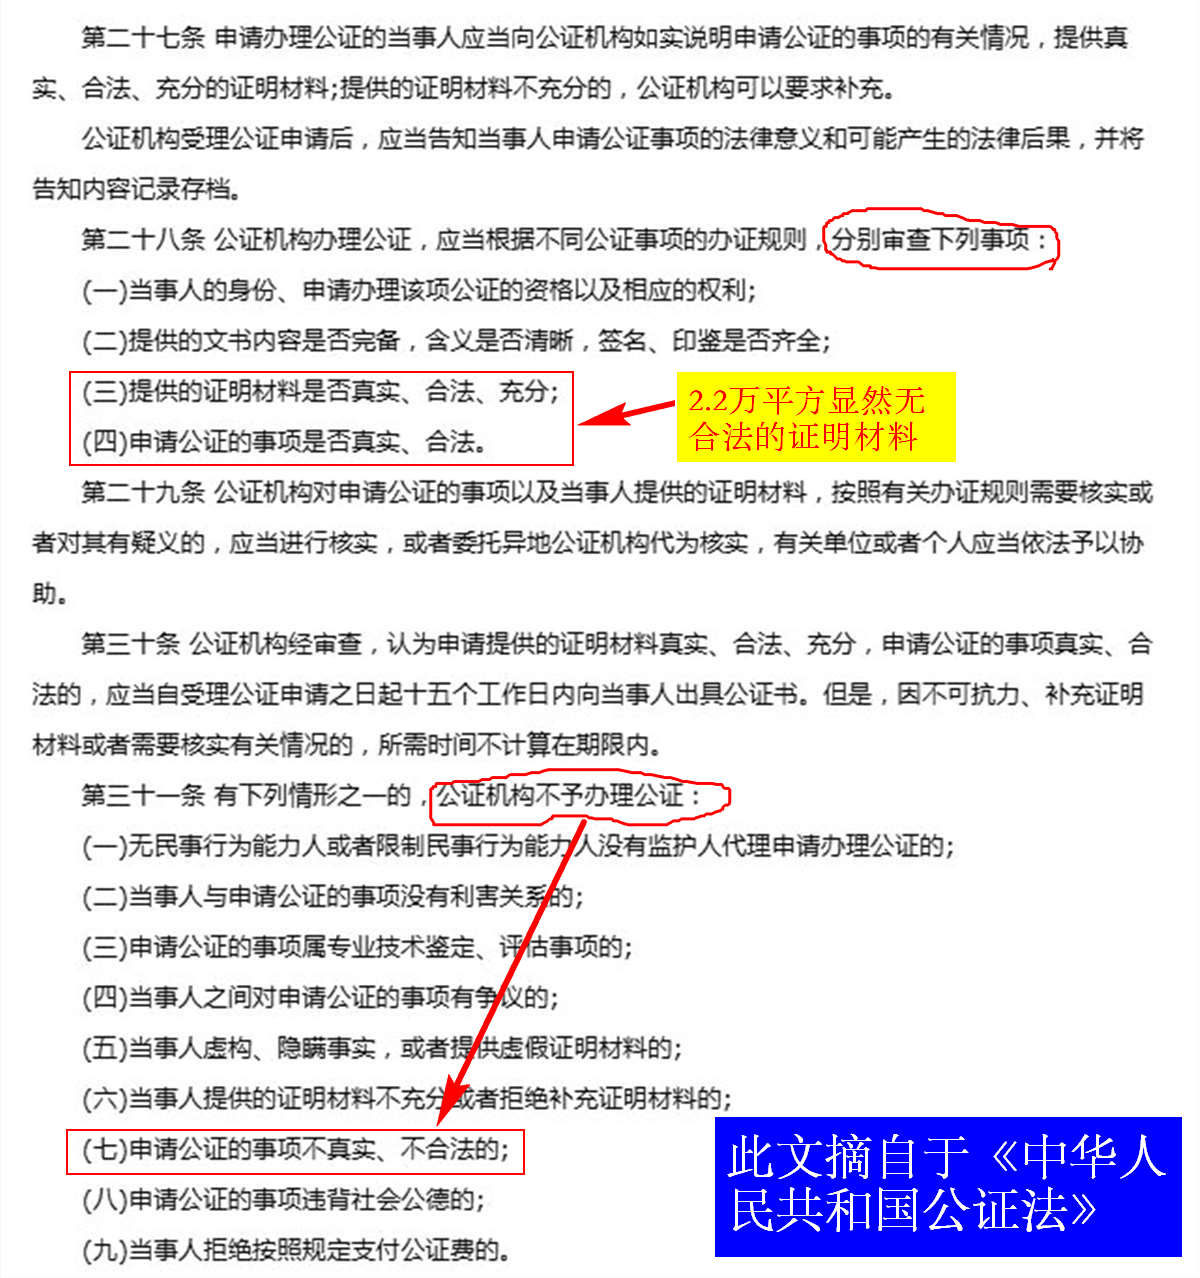 第二十七条 申请办理公证的当事人应当向公证机构如实说明申请公证的事项的有关情况，提供真
实、合法、充分的证明材料;提供的证明材料不充分的，公证机构可以要求补充。
公证机构受理公证申请后，应当告知当事人申请公证事项的法律意义和可能产生的法律后果，并将
告知内容记录存档。
第二十八条 公证机构办理公证，应当根据不同公证事项的办证规则，分别审查下列事项：
(一)当事人的身份、申请办理该项公证的资格以及相应的权利;
(二)提供的文书内容是否完备，含义是否清晰，签名、印鉴是否齐全;
(三)提供的证明材料是否真实、合法、充分;
(四)申请公证的事项是否真实、合法。
2.2万平方显然无
合法的证明材料
第二十九条 公证机构对申请公证的事项以及当事人提供的证明材料，按照有关办证规则需要核实或
者对其有疑义的，应当进行核实，或者委托异地公证机构代为核实，有关单位或者个人应当依法予以协
助。
第三十条 公证机构经审查，认为申请提供的证明材料真实、合法、充分，申请公证的事项真实、合
法的，应当自受理公证申请之日起十五个工作日内向当事人出具公证书。但是，因不可抗力、补充证明
材料或者需要核实有关情况的，所需时间不计算在期限内。
第三十一条 有下列情形之一的，公证机构不予办理公证：
(一)无民事行为能力人或者限制民事行为能力人没有监护人代理申请办理公证的;
(二)当事人与申请公证的事项没有利害关系的;
(三)申请公证的事项属专业技术鉴定、评估事项的;
(四)当事人之间对申请公证的事项有争议的;
(五)当事人虚构、隐瞒事实，或者提供虚假证明材料的;
(六)当事人提供的证明材料不充分或者拒绝补充证明材料的;
(七)申请公证的事项不真实、不合法的;
(八)申请公证的事项违背社会公德的;
(九)当事人拒绝按照规定支付公证费的。
此文摘自于《中华人
民共和国公证法》